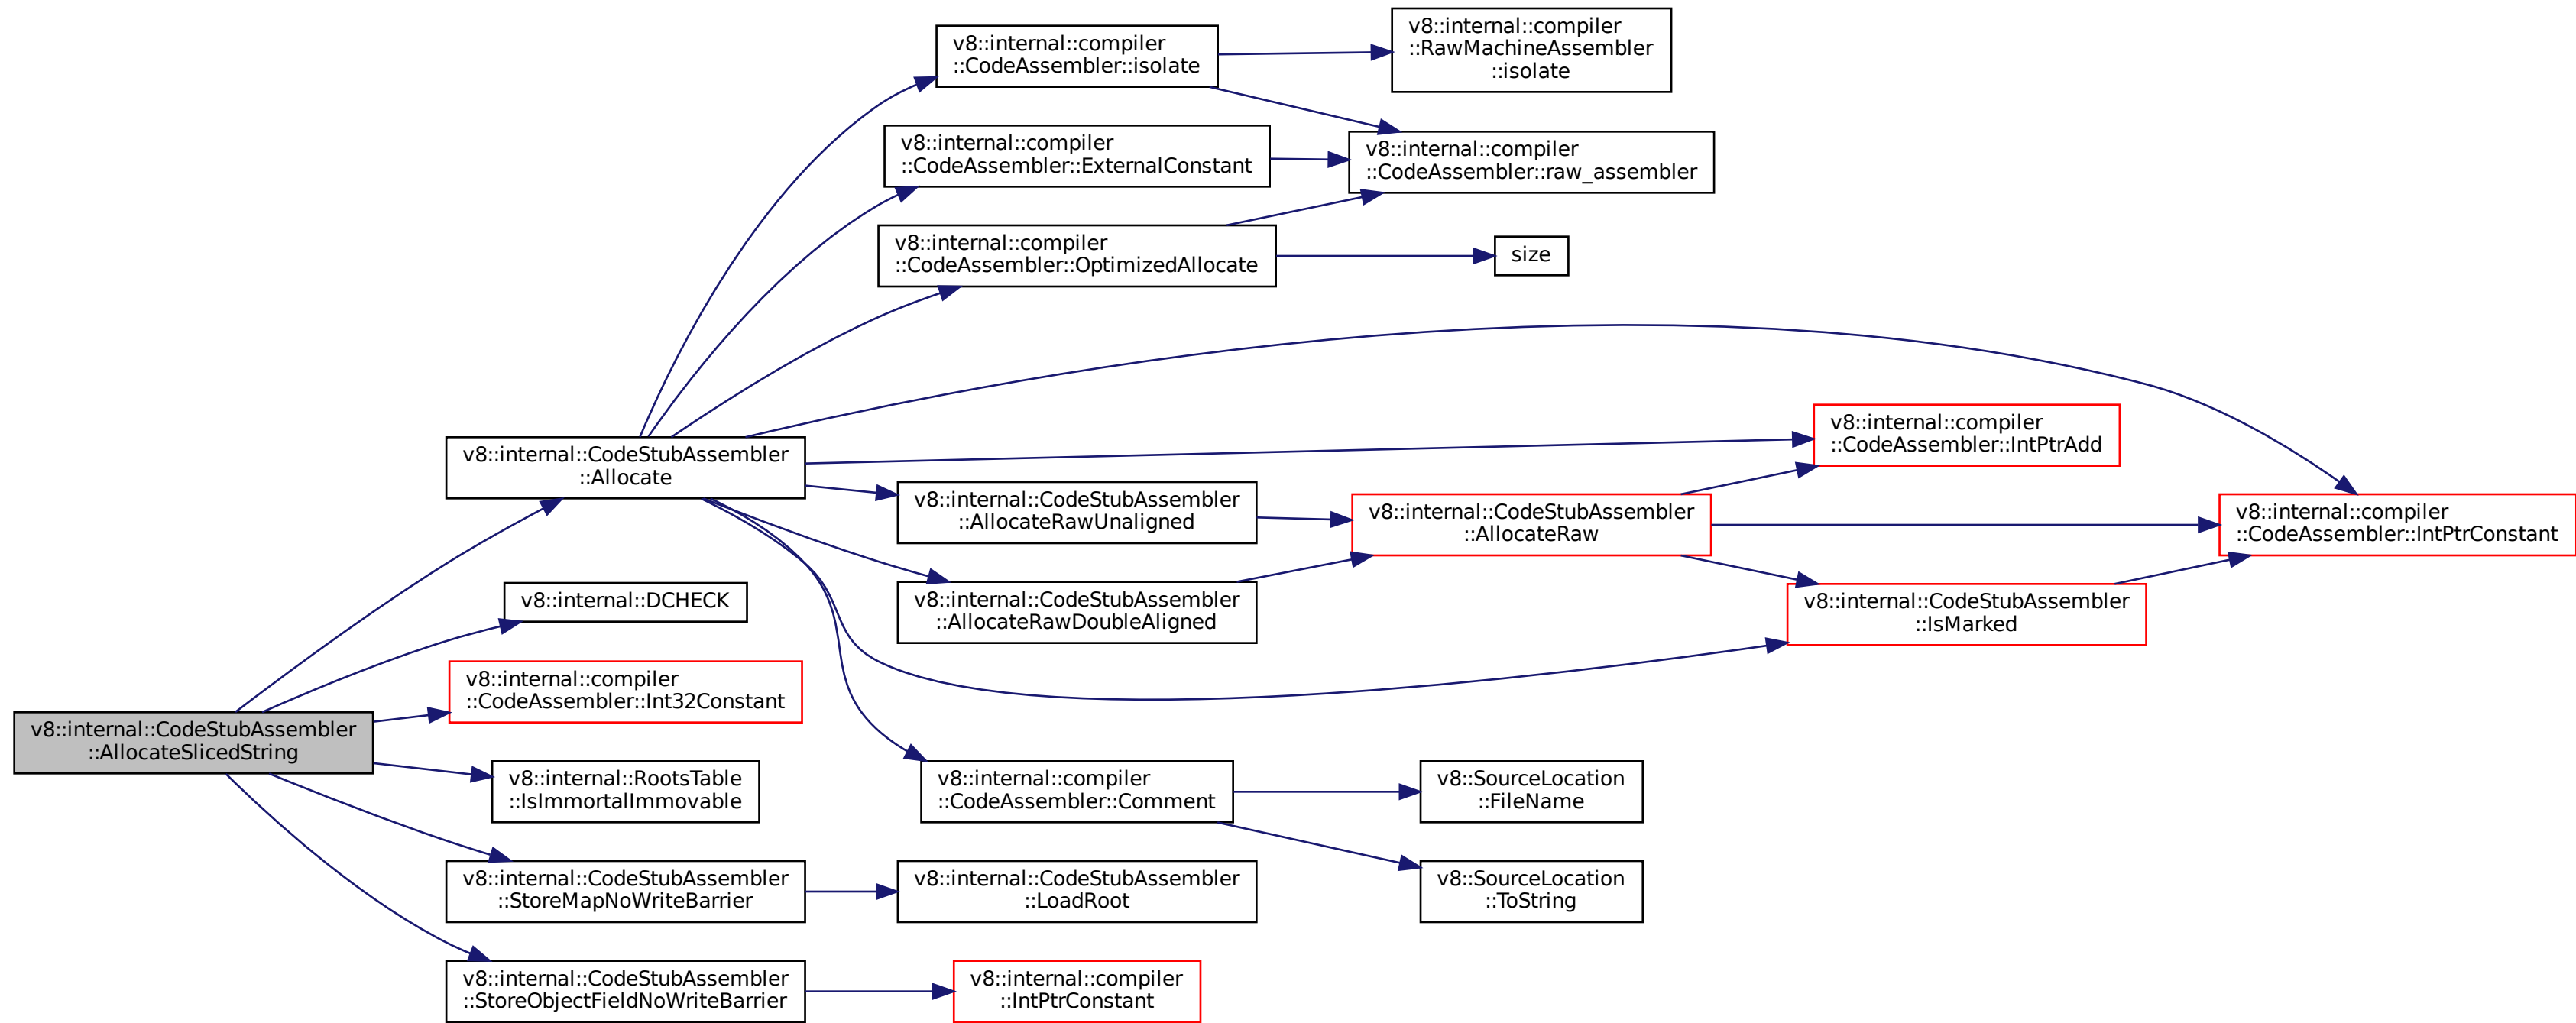 v8::internal::compiler
::CodeAssembler::isolate
v8::internal::compiler
::RawMachineAssembler
::isolate
v8::internal::compiler
::CodeAssembler::ExternalConstant
v8::internal::compiler
::CodeAssembler::raw_assembler
v8::internal::compiler
::CodeAssembler::OptimizedAllocate
size
v8::internal::CodeStubAssembler
::Allocate
v8::internal::compiler
::CodeAssembler::IntPtrAdd
v8::internal::CodeStubAssembler
::AllocateRawUnaligned
v8::internal::CodeStubAssembler
::AllocateRaw
v8::internal::compiler
::CodeAssembler::IntPtrConstant
v8::internal::DCHECK
v8::internal::CodeStubAssembler
::AllocateRawDoubleAligned
v8::internal::CodeStubAssembler
::IsMarked
v8::internal::compiler
::CodeAssembler::Int32Constant
v8::internal::CodeStubAssembler
::AllocateSlicedString
v8::internal::RootsTable
::IsImmortalImmovable
v8::internal::compiler
::CodeAssembler::Comment
v8::SourceLocation
::FileName
v8::internal::CodeStubAssembler
::StoreMapNoWriteBarrier
v8::internal::CodeStubAssembler
::LoadRoot
v8::SourceLocation
::ToString
v8::internal::CodeStubAssembler
::StoreObjectFieldNoWriteBarrier
v8::internal::compiler
::IntPtrConstant